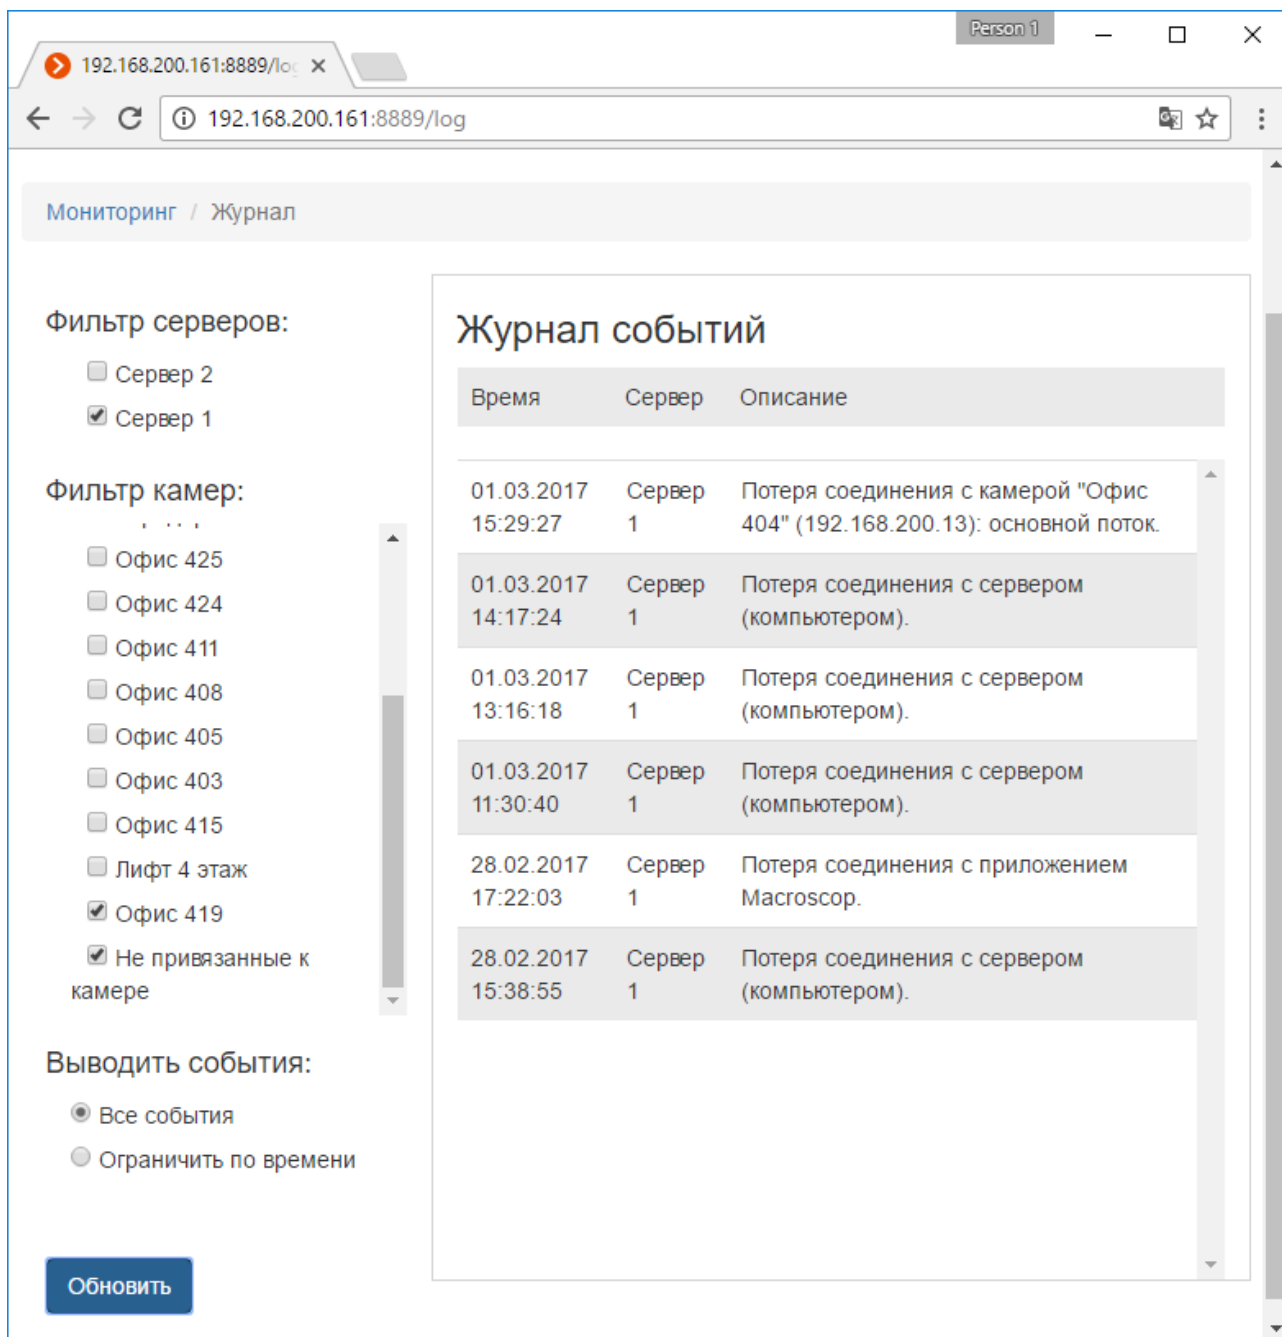 Person 1
192.168.200.161:8889/log
192.168.200.161:8889/log
Мониторинг / Журнал
Фильтр серверов:
Сервер 2
Сервер 1
Фильтр камер:
Офис 425
Офис 424
Офис 411
Офис 408
Офис 405
Офис 403
Офис 415
Лифт 4 этаж
Офис 419
Не привязанные к
камере
Выводить события:
Все события
Ограничить по времени
Обновить
Журнал событий
Время Сервер Описание
01.03.2017 Сервер Потеря соединения с камерой "Офис
15:29:27 1 404" (192.168.200.13): основной поток.
01.03.2017 Сервер Потеря соединения с сервером
14:17:24 1 (компьютером).
01.03.2017 Сервер Потеря соединения с сервером
13:16:18 1 (компьютером).
01.03.2017 Сервер Потеря соединения с сервером
11:30:40 1 (компьютером).
28.02.2017 Сервер Потеря соединения с приложением
17:22:03 1 Macroscop.
28.02.2017 Сервер Потеря соединения с сервером
15:38:55 1 (компьютером).